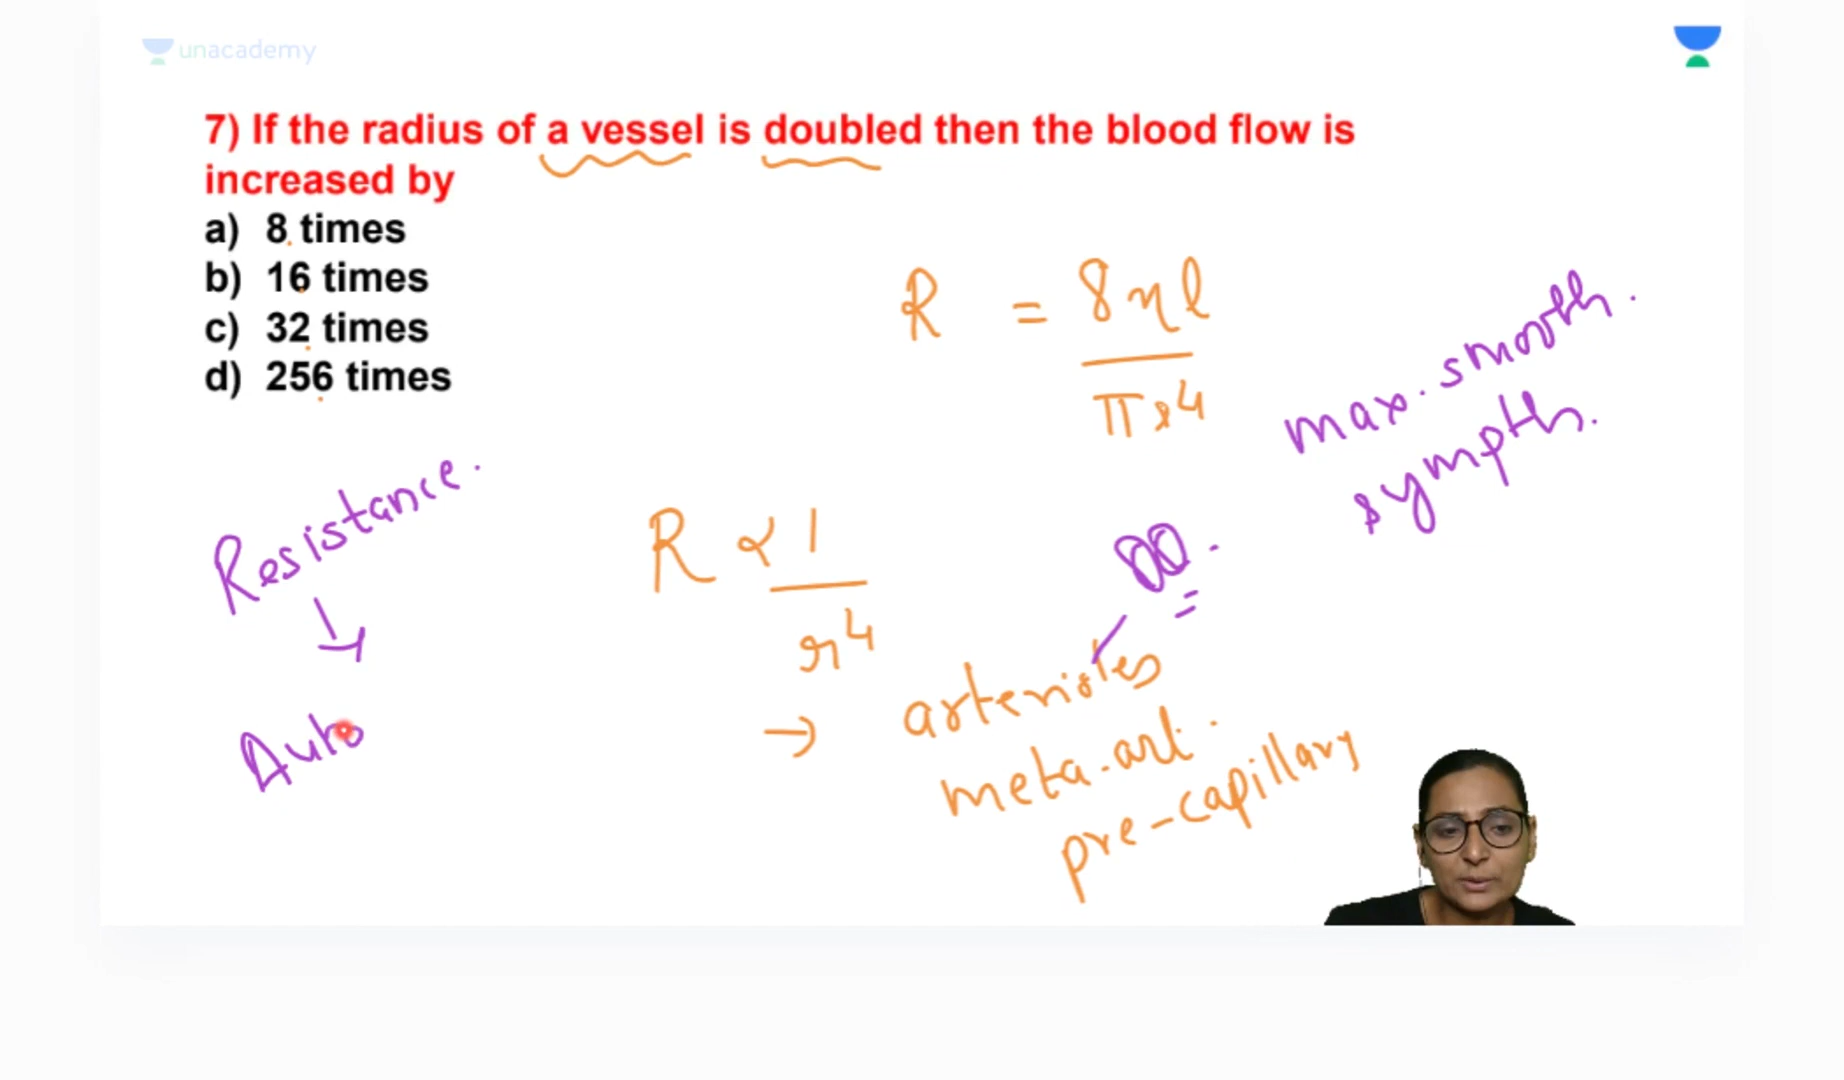 unacademy
7) If the radius of a vessel is doubled then the blood flow is
increased by
a) 8 times
b) 16 times
c) 32 times
d) 256 times
R = 8ηl
πr4
max. smooth.
sympth.
Resistance.
R ∝ 1
r4
→ arterioles
meta.art.
pre-capillary
Auto